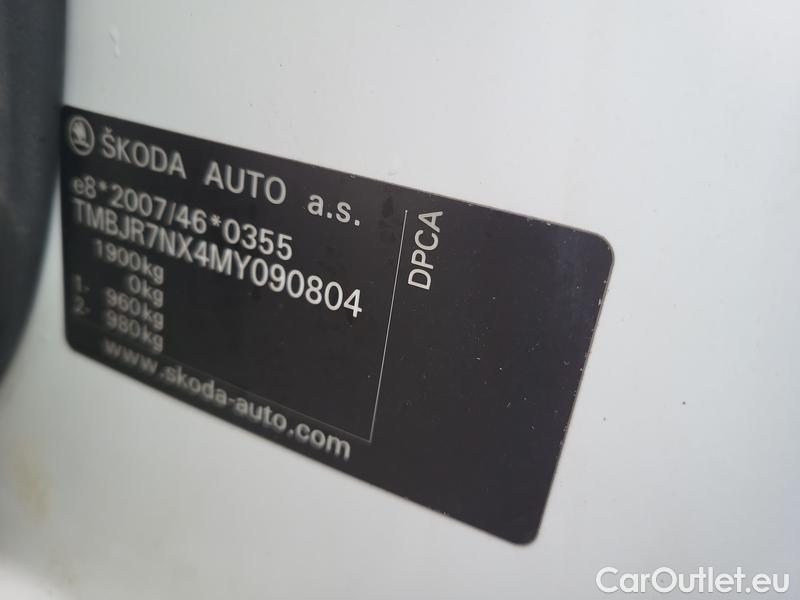 ŠKODA AUTO a.s.
e8*2007/46*0355
TMBJR7NX4MY090804
1900kg
0kg
1- 960kg
2- 980kg
www.skoda-auto.com
DPCA
CarOutlet.eu